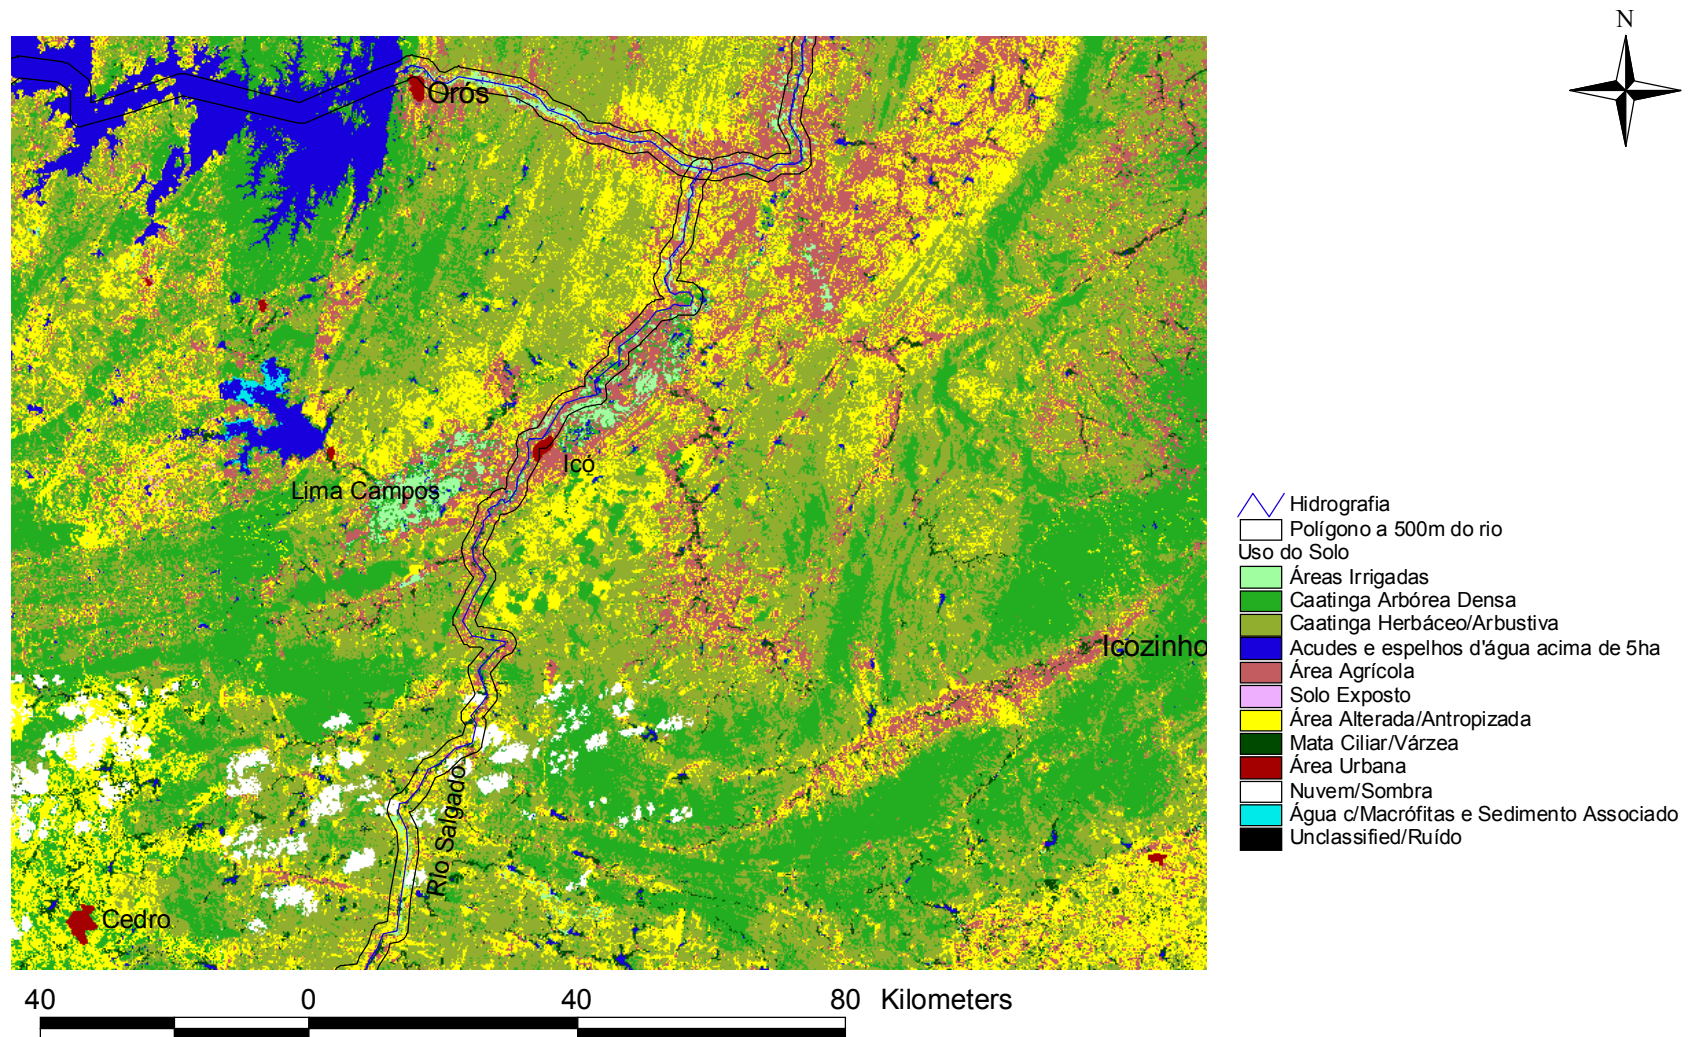 N
Orós
Icó
Lima Campos
Icozinho
Rio Salgado
Cedro
Hidrografia
Polígono a 500m do rio
Uso do Solo
Áreas Irrigadas
Caatinga Arbórea Densa
Caatinga Herbáceo/Arbustiva
Acudes e espelhos d'água acima de 5ha
Área Agrícola
Solo Exposto
Área Alterada/Antropizada
Mata Ciliar/Várzea
Área Urbana
Nuvem/Sombra
Água c/Macrófitas e Sedimento Associado
Unclassified/Ruído
40 0 40 80 Kilometers